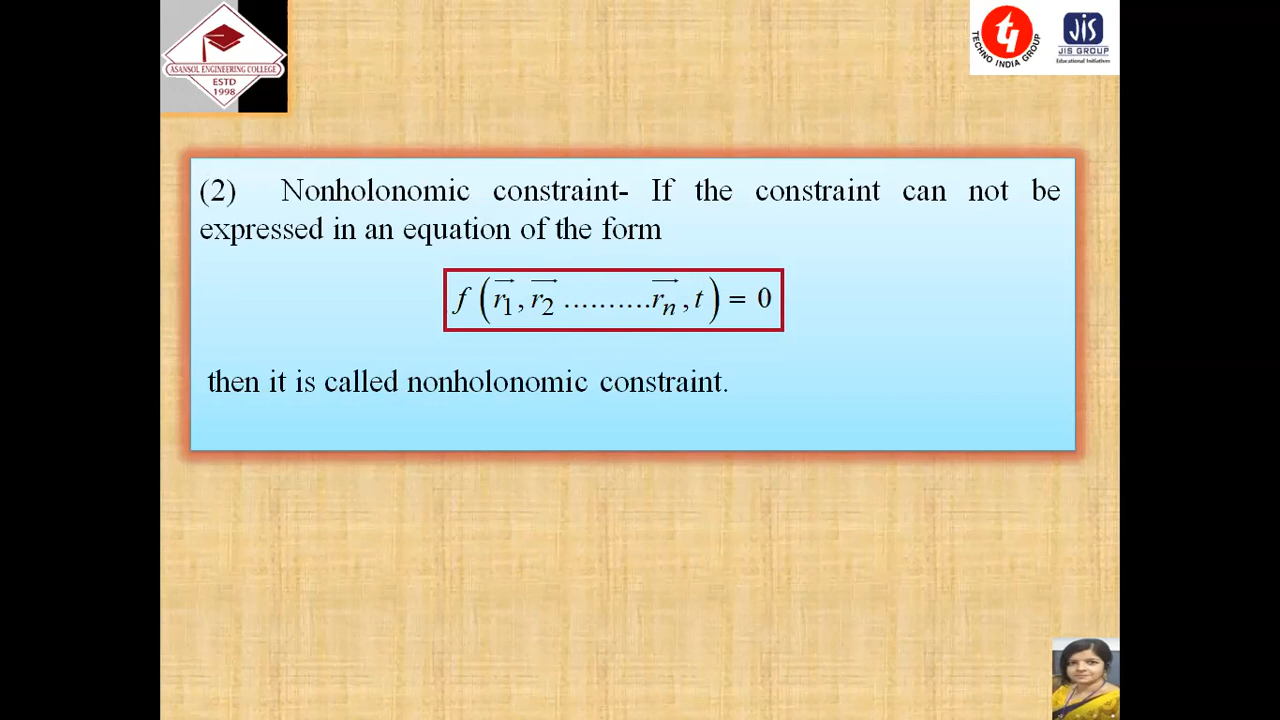 ASANSOL ENGINEERING COLLEGE
ESTD
1998
TECHNO INDIA GROUP
JIS
JIS GROUP
Educational Initiatives
(2) Nonholonomic constraint- If the constraint can not be
expressed in an equation of the form
f (r₁⃗, r₂⃗ ..........rₙ⃗, t) = 0
then it is called nonholonomic constraint.